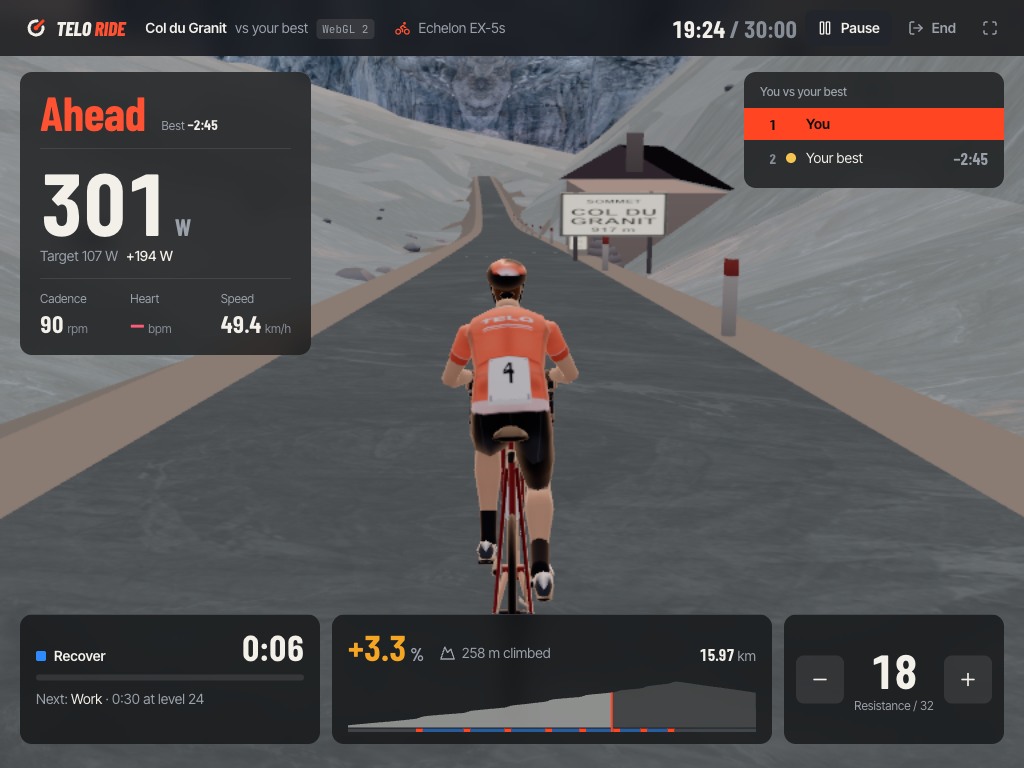 TELO RIDE
Col du Granit vs your best WebGL 2
Echelon EX-5s
19:24 / 30:00
Pause
End
Ahead
Best −2:45
301 W
Target 107 W +194 W
Cadence Heart Speed
90 rpm — bpm 49.4 km/h
You vs your best
1 You
2 Your best −2:45
SOMMET
COL DU
GRANIT
917 m
TELO
4
Recover 0:06
Next: Work · 0:30 at level 24
+3.3 % 258 m climbed 15.97 km
− 18 +
Resistance / 32